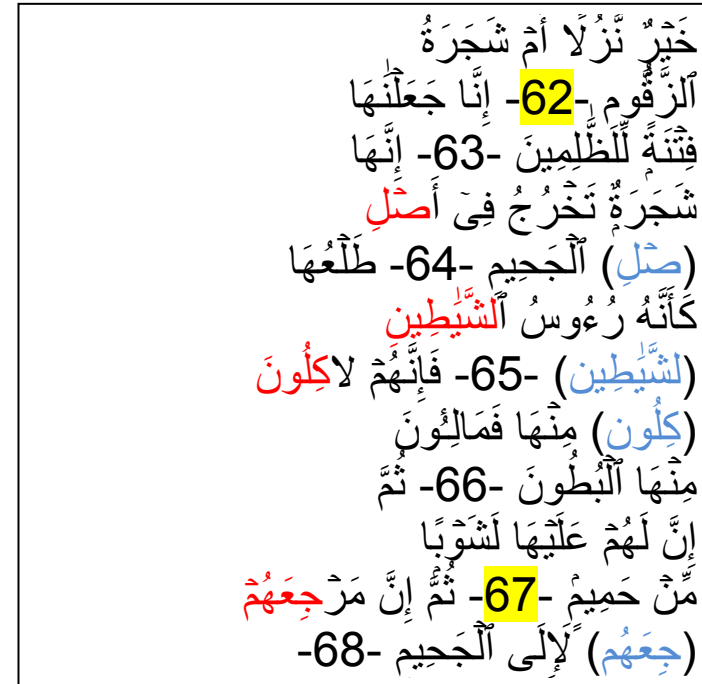 خَيۡرٌ نُّزُلًا أَمۡ شَجَرَةُ
ٱلزَّقُّومِ -62- إِنَّا جَعَلۡنَٰهَا
فِتۡنَةٗ لِّلظَّٰلِمِينَ -63- إِنَّهَا
شَجَرَةٞ تَخۡرُجُ فِيٓ أَصۡلِ
(صۡلِ) ٱلۡجَحِيمِ -64- طَلۡعُهَا
كَأَنَّهُ رُءُوسُ ٱلشَّيَٰطِينِ
(لشَّيَٰطِين) -65- فَإِنَّهُمۡ لاكِلُونَ
(كِلُون) مِنۡهَا فَمَالِـُٔونَ
مِنۡهَا ٱلۡبُطُونَ -66- ثُمَّ
إِنَّ لَهُمۡ عَلَيۡهَا لَشَوۡبٗا
مِّنۡ حَمِيمٖ -67- ثُمَّ إِنَّ مَرۡجِعَهُمۡ
(جِعَهُم) لَإِلَى ٱلۡجَحِيمِ -68-